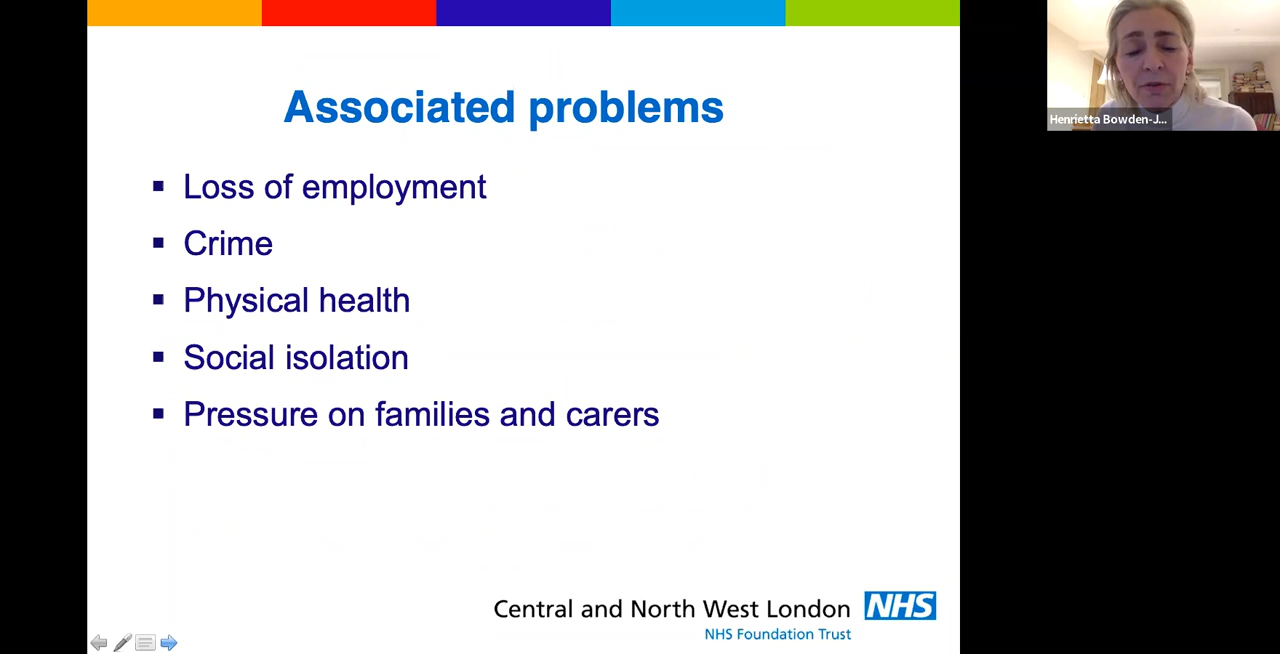 Associated problems
Loss of employment
Crime
Physical health
Social isolation
Pressure on families and carers
Central and North West London NHS
NHS Foundation Trust
Henrietta Bowden-J...